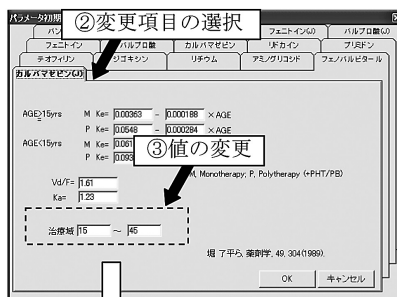 パラメータ初期
②変更項目の選択
フェニトイン(J)
バルプロ酸(J)
フェニトイン
バルプロ酸
カルバマゼピン
リドカイン
プリミドン
テオフィリン
ジゴキシン
リチウム
アミノグリコシド
フェノバルビタール
カルバマゼピン(J)
AGE≧15yrs M Ke= 0.00363 - 0.000188 ×AGE
P Ke= 0.0548 - 0.000284 ×AGE
AGE<15yrs M Ke= 0.061
P Ke= 0.093
③値の変更
M, Monotherapy; P, Polytherapy (+PHT/PB)
Vd/F= 1.61
Ka= 1.23
治療域 15 ～ 45
堀 了平ら, 薬剤学, 49, 304(1989).
OK キャンセル